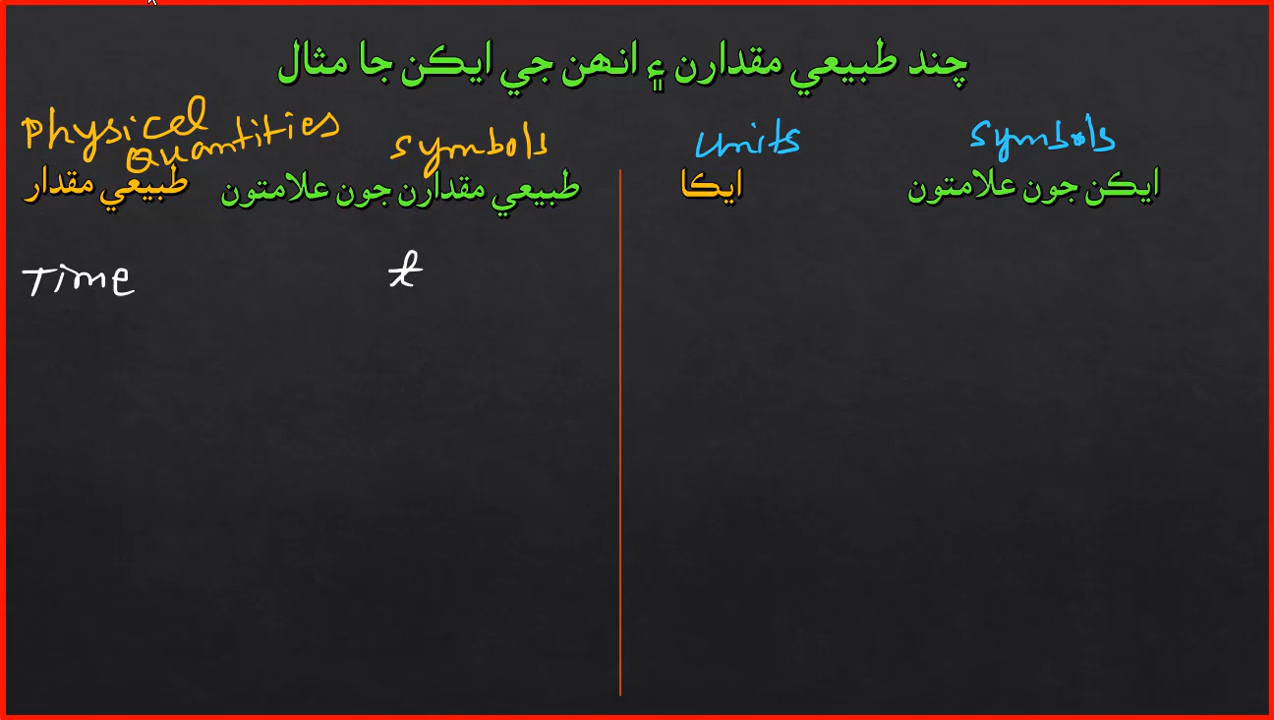 چند طبيعي مقدارن ۽ انهن جي ايڪن جا مثال
Physical Quantities Symbols Units Symbols
طبيعي مقدار طبيعي مقدارن جون علامتون ايڪا ايڪن جون علامتون
Time t